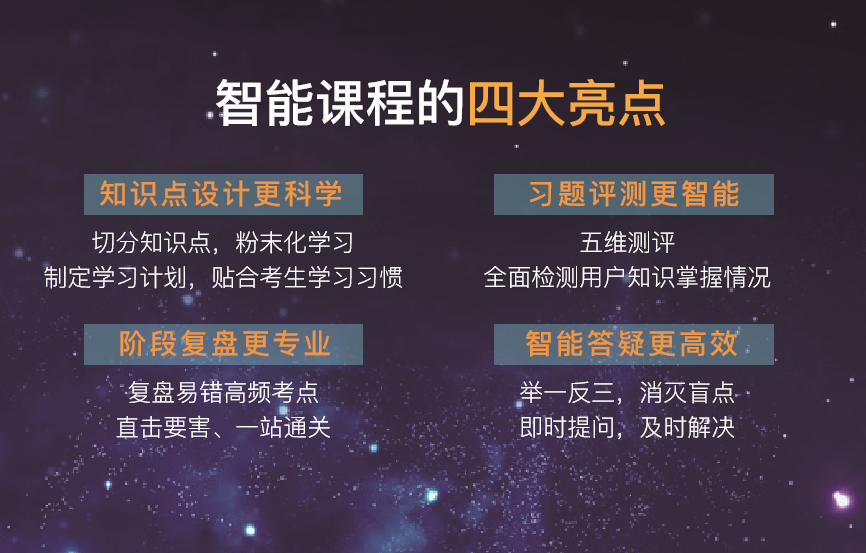 智能课程的四大亮点
知识点设计更科学
切分知识点，粉末化学习
制定学习计划，贴合考生学习习惯
习题评测更智能
五维测评
全面检测用户知识掌握情况
阶段复盘更专业
复盘易错高频考点
直击要害、一站通关
智能答疑更高效
举一反三，消灭盲点
即时提问，及时解决